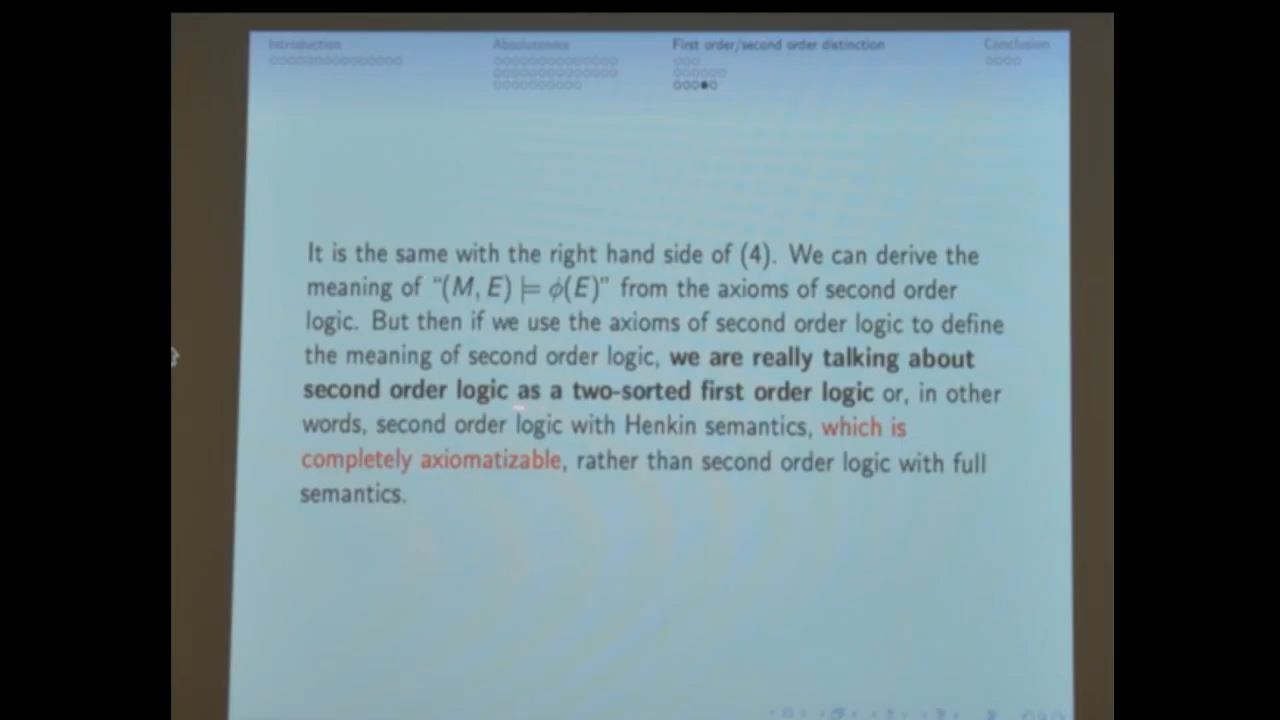 Introduction Absoluteness First order/second order distinction Conclusion
It is the same with the right hand side of (4). We can derive the
meaning of "(M, E) ⊨ ϕ(E)" from the axioms of second order
logic. But then if we use the axioms of second order logic to define
the meaning of second order logic, we are really talking about
second order logic as a two-sorted first order logic or, in other
words, second order logic with Henkin semantics, which is
completely axiomatizable, rather than second order logic with full
semantics.